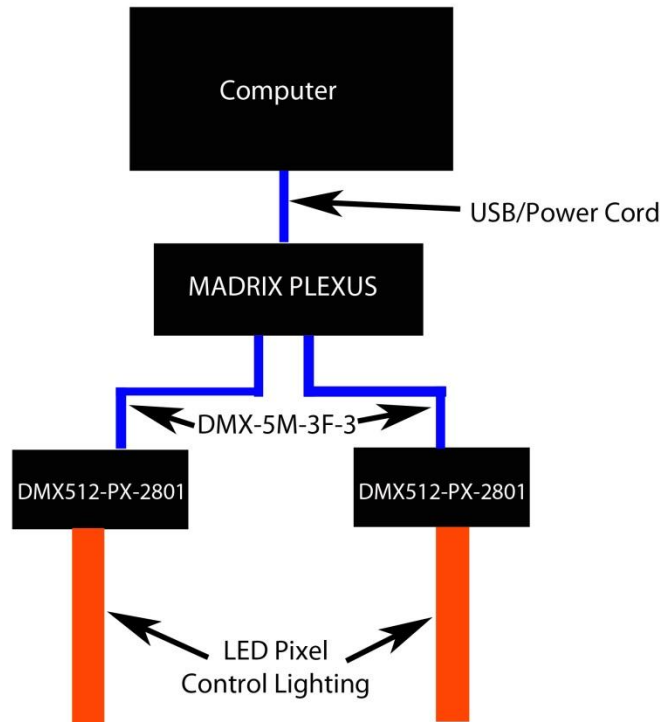 Computer
USB/Power Cord
MADRIX PLEXUS
DMX-5M-3F-3
DMX512-PX-2801
DMX512-PX-2801
LED Pixel
Control Lighting